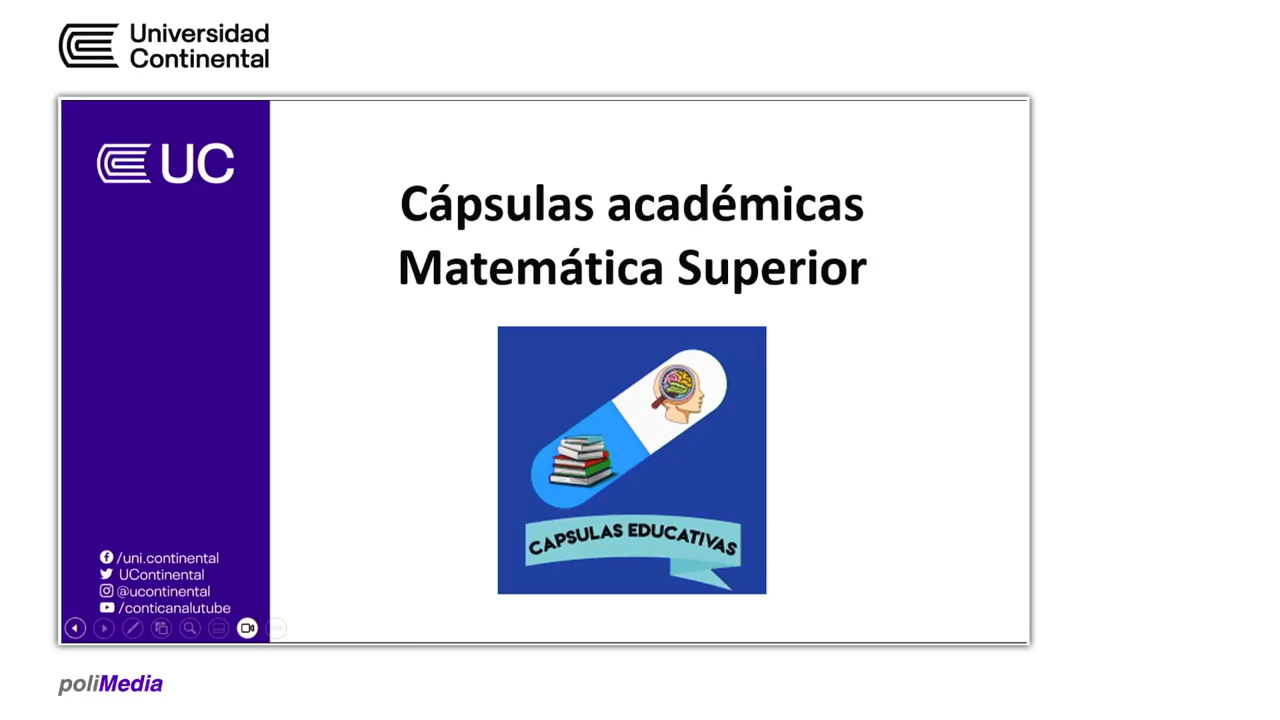 Universidad
Continental
UC
Cápsulas académicas
Matemática Superior
CAPSULAS EDUCATIVAS
/uni.continental
UContinental
@ucontinental
/conticanalutube
poliMedia